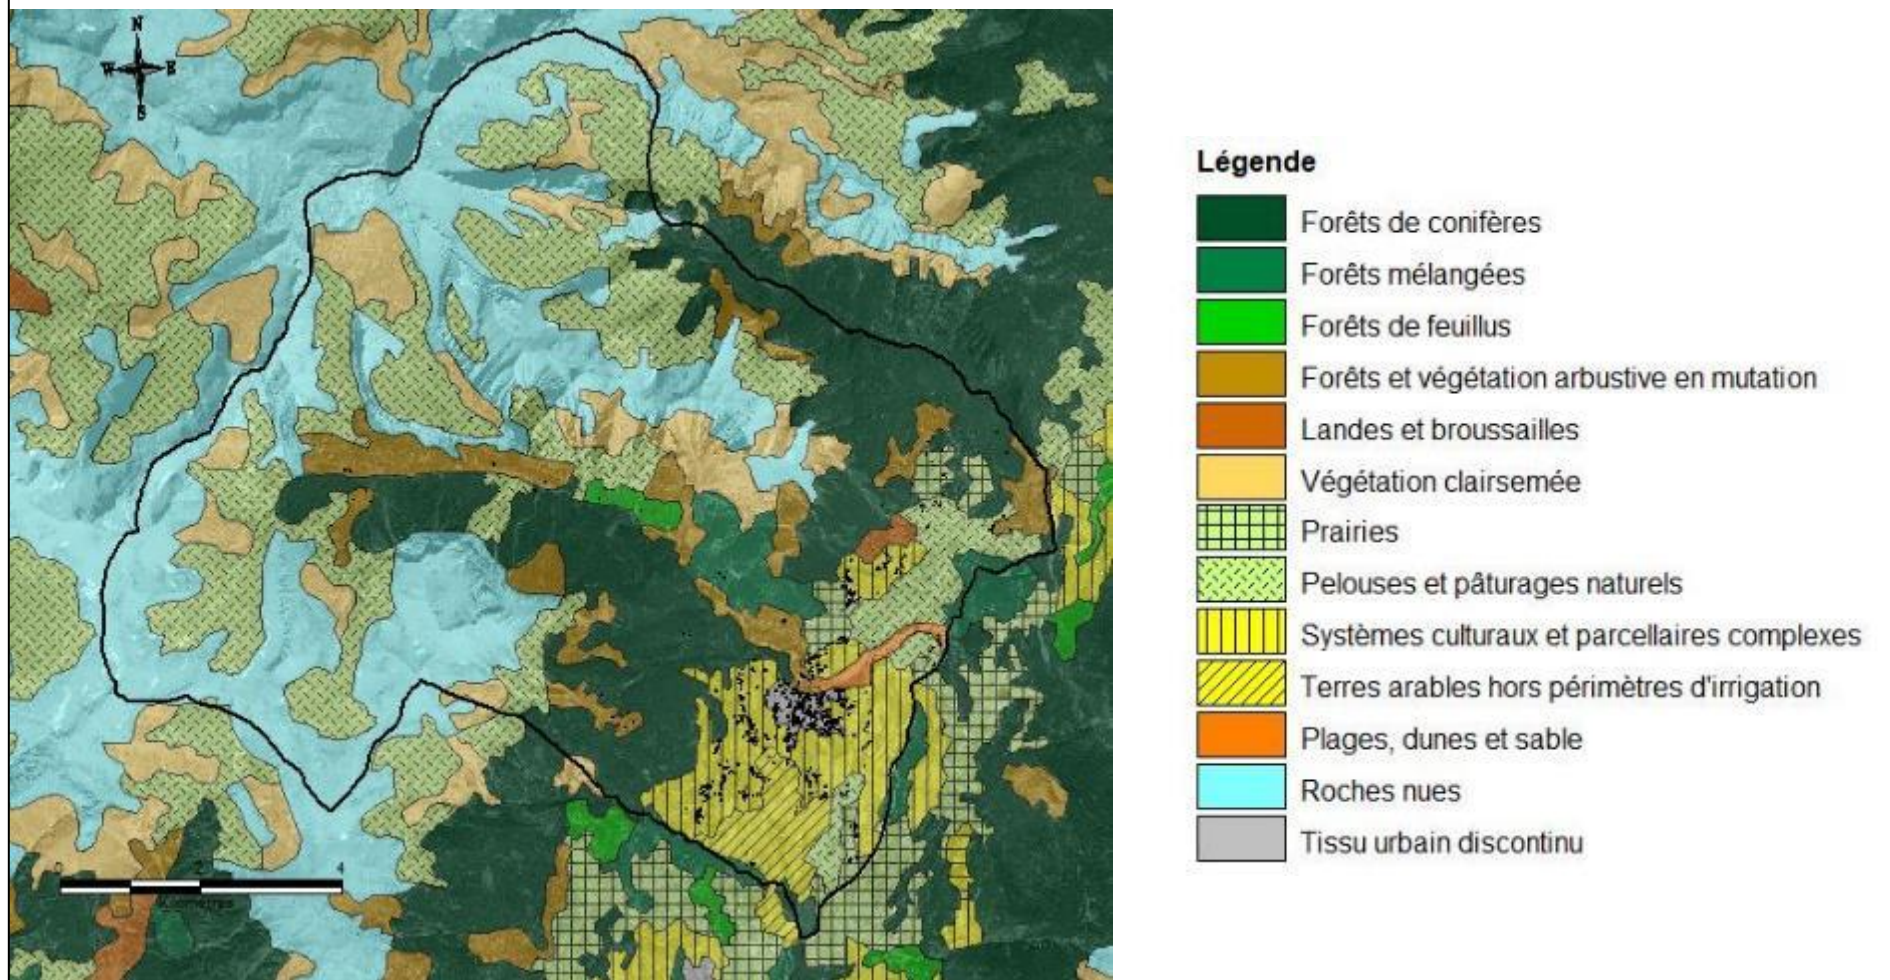 N
W E
S
4
Kilomètres
Légende
Forêts de conifères
Forêts mélangées
Forêts de feuillus
Forêts et végétation arbustive en mutation
Landes et broussailles
Végétation clairsemée
Prairies
Pelouses et pâturages naturels
Systèmes culturaux et parcellaires complexes
Terres arables hors périmètres d'irrigation
Plages, dunes et sable
Roches nues
Tissu urbain discontinu